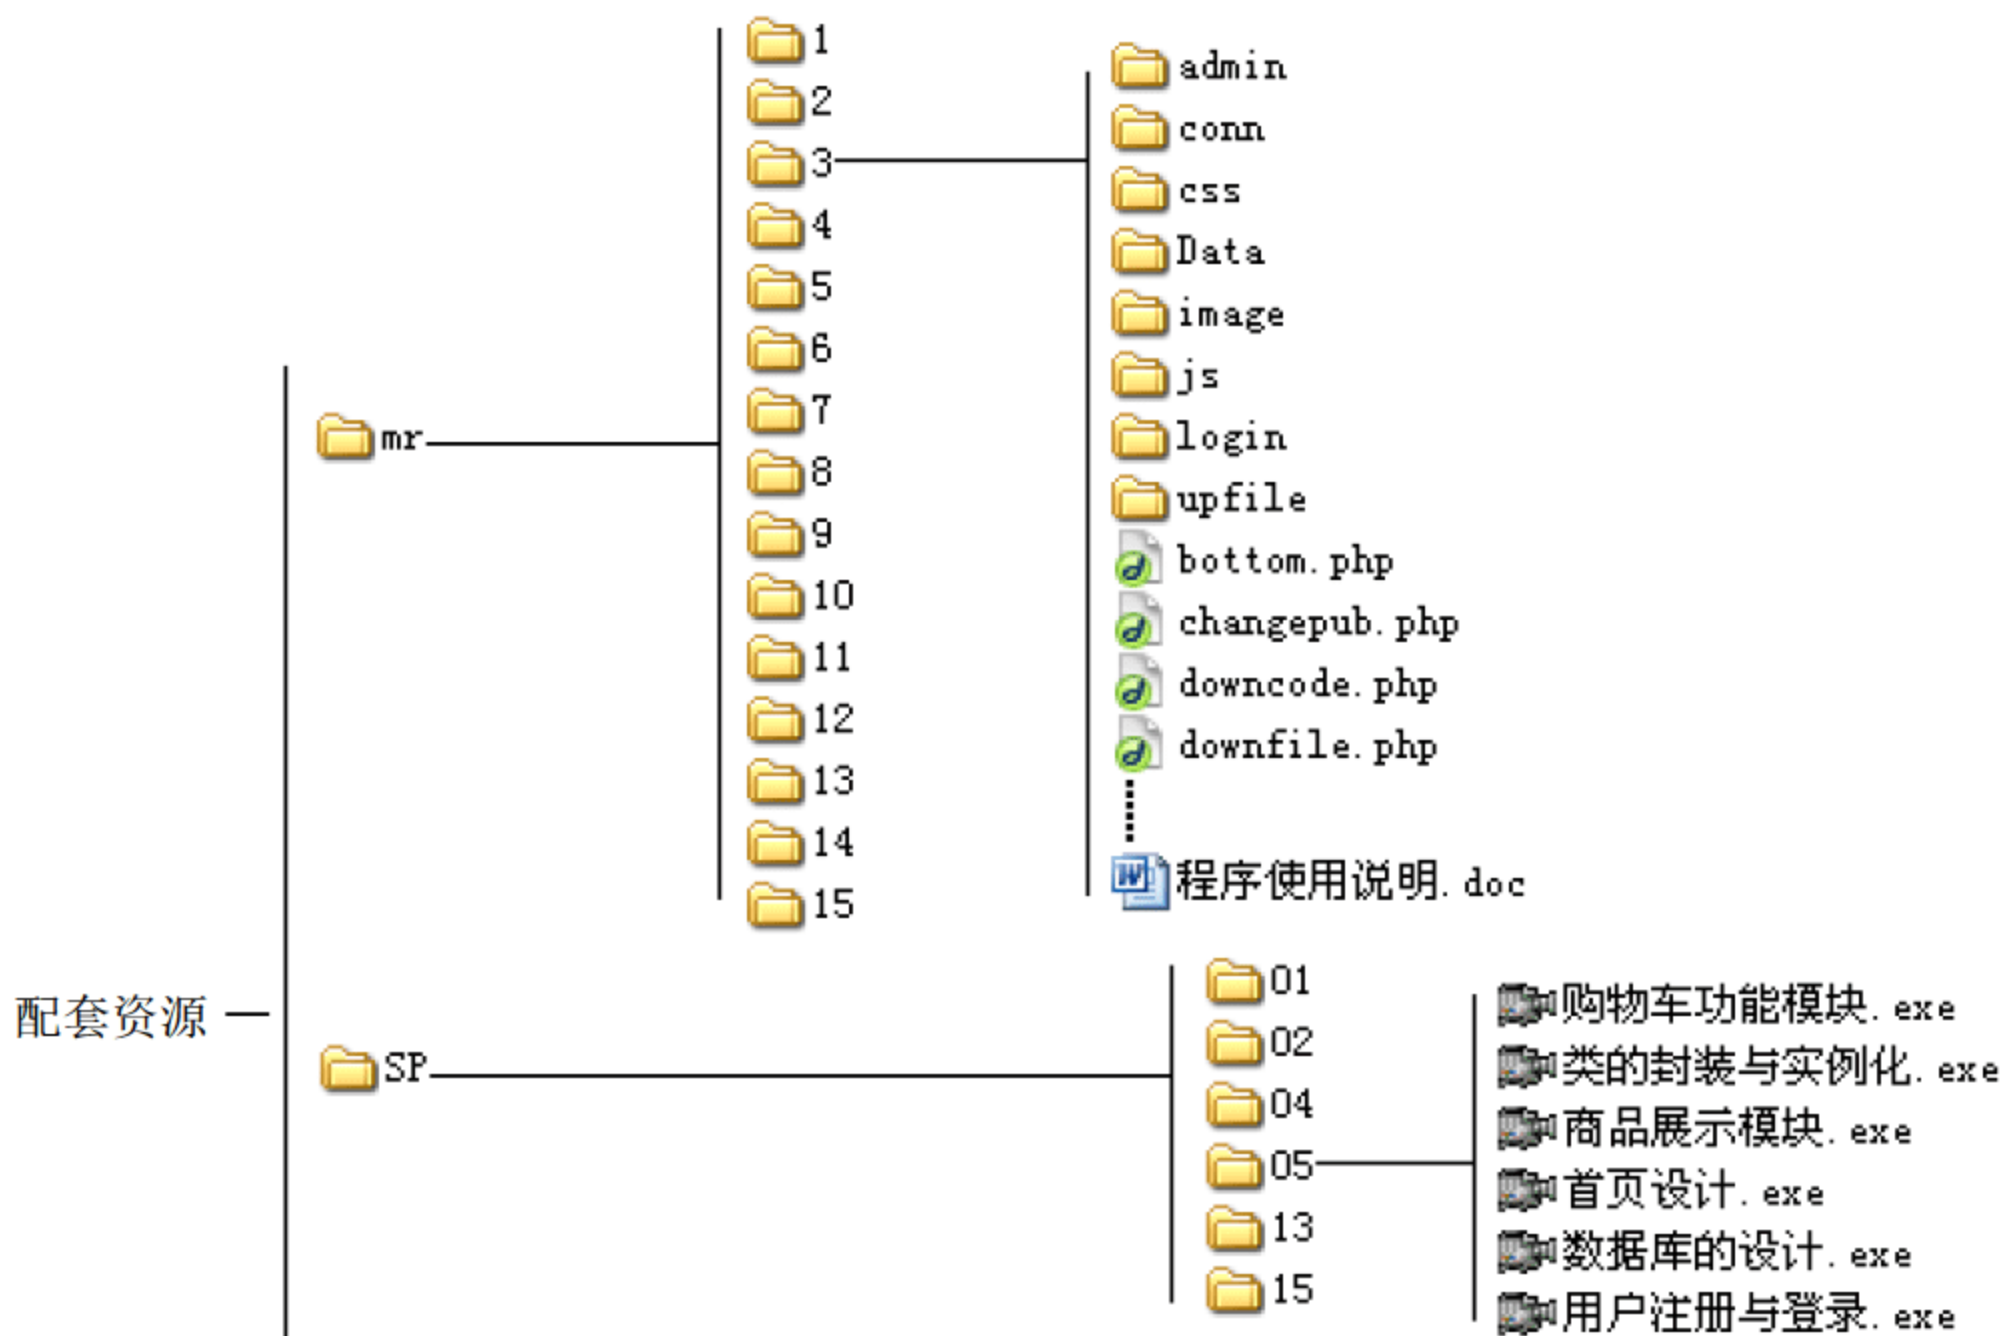 1
2
3
4
5
6
7
8
9
10
11
12
13
14
15
admin
conn
css
Data
image
js
login
upfile
bottom.php
changepub.php
downcode.php
downfile.php
程序使用说明.doc
mr
配套资源
SP
01
02
04
05
13
15
购物车功能模块.exe
类的封装与实例化.exe
商品展示模块.exe
首页设计.exe
数据库的设计.exe
用户注册与登录.exe